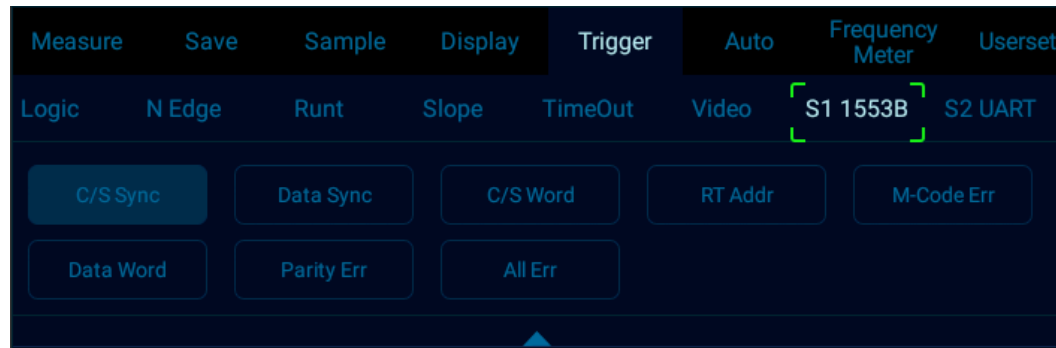 Measure Save Sample Display Trigger Auto Frequency Meter Userset
Logic N Edge Runt Slope TimeOut Video S1 1553B S2 UART
C/S Sync Data Sync C/S Word RT Addr M-Code Err
Data Word Parity Err All Err